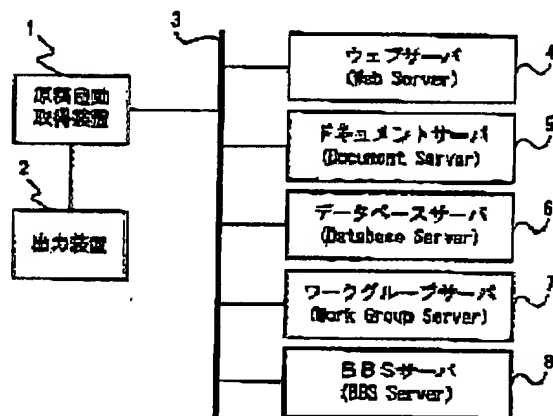 1
原稿自動
取得装置
2
出力装置
3
ウェブサーバ
(Web Server)
4
ドキュメントサーバ
(Document Server)
5
データベースサーバ
(Database Server)
6
ワークグループサーバ
(Work Group Server)
7
BBSサーバ
(BBS Server)
8